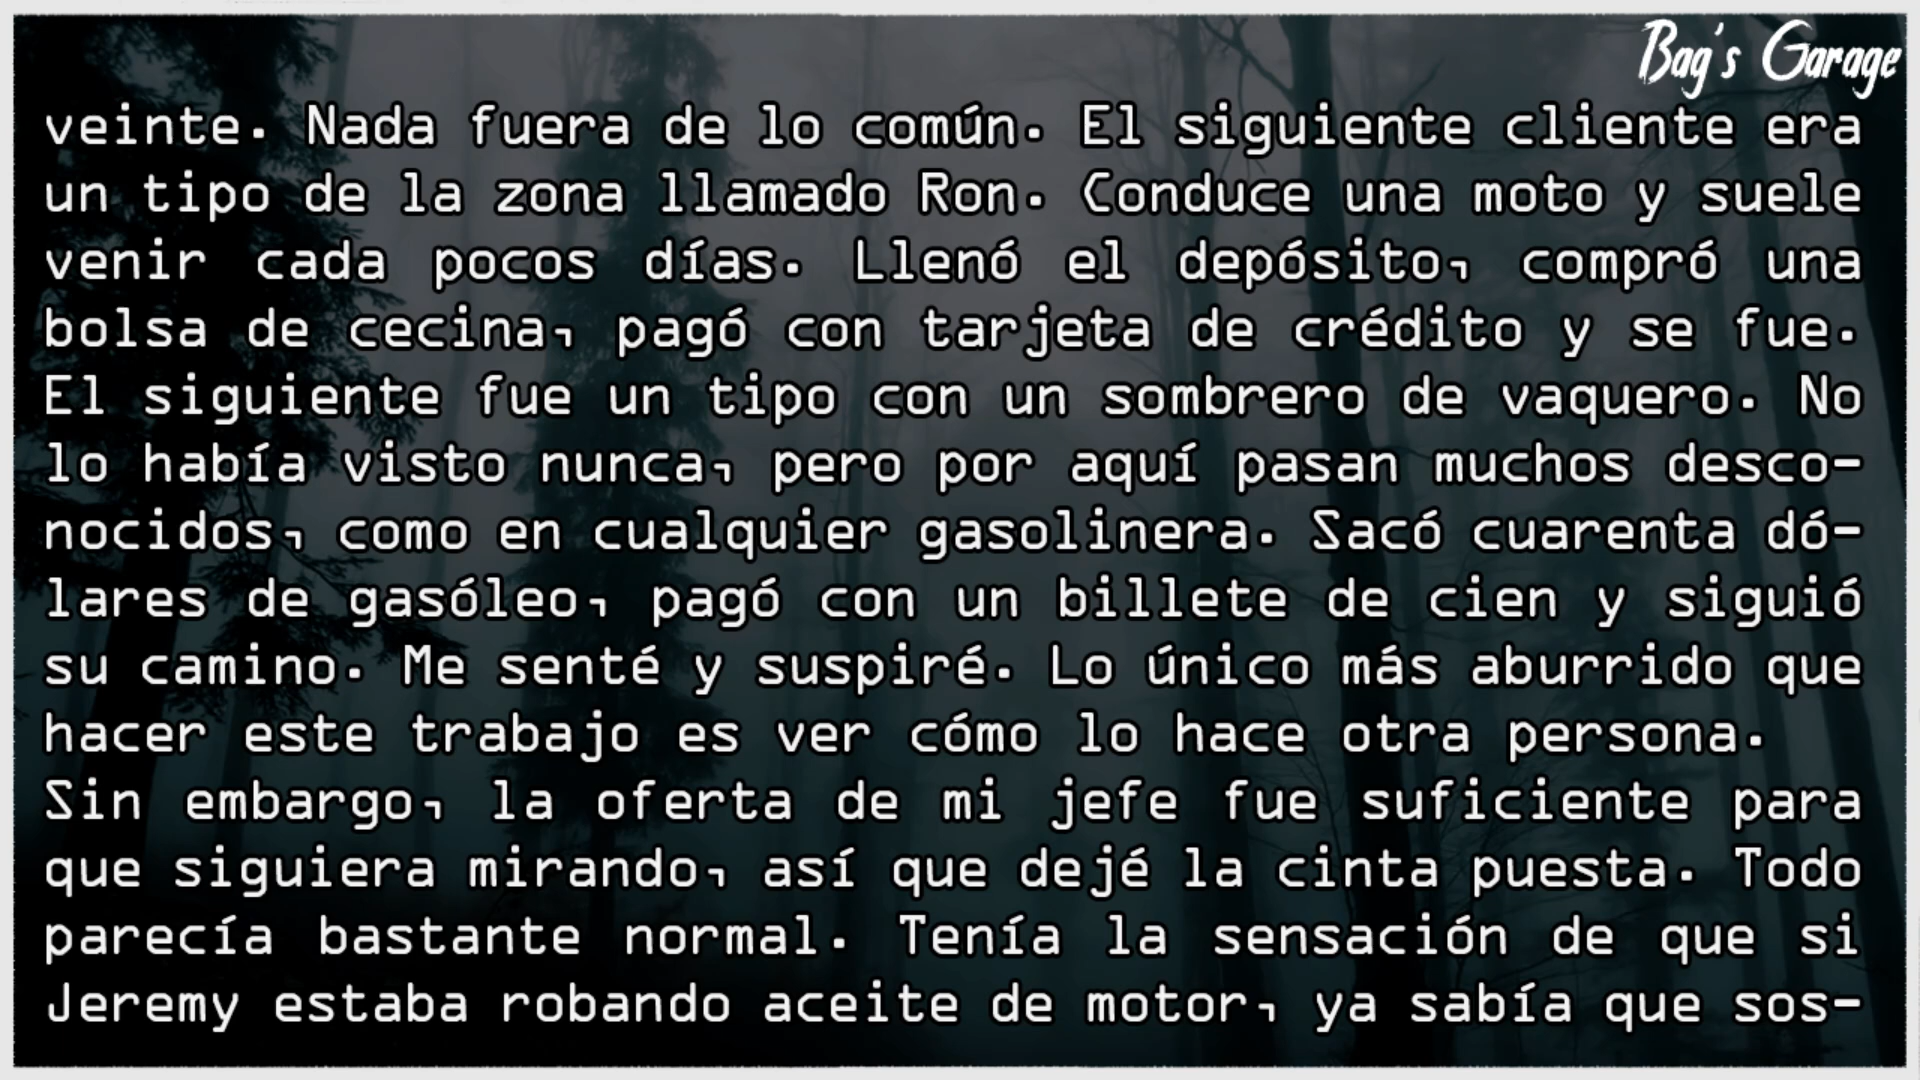 Bag's Garage
veinte. Nada fuera de lo común. El siguiente cliente era
un tipo de la zona llamado Ron. Conduce una moto y suele
venir cada pocos días. Llenó el depósito, compró una
bolsa de cecina, pagó con tarjeta de crédito y se fue.
El siguiente fue un tipo con un sombrero de vaquero. No
lo había visto nunca, pero por aquí pasan muchos desco-
nocidos, como en cualquier gasolinera. Sacó cuarenta dó-
lares de gasóleo, pagó con un billete de cien y siguió
su camino. Me senté y suspiré. Lo único más aburrido que
hacer este trabajo es ver cómo lo hace otra persona.
Sin embargo, la oferta de mi jefe fue suficiente para
que siguiera mirando, así que dejé la cinta puesta. Todo
parecía bastante normal. Tenía la sensación de que si
Jeremy estaba robando aceite de motor, ya sabía que sos-